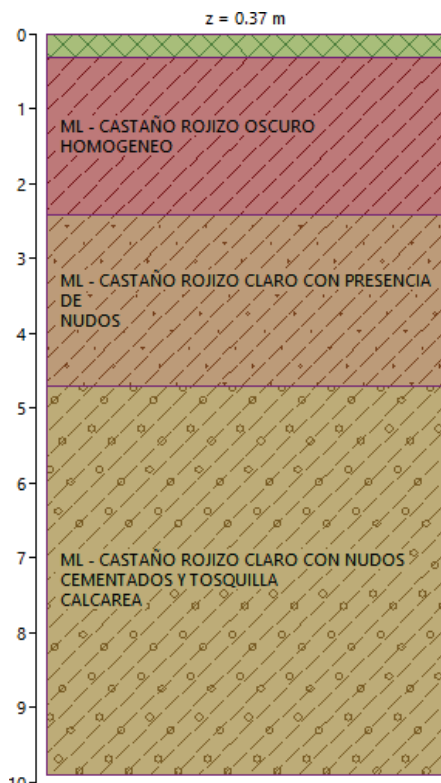 z = 0.37 m
0
1
ML - CASTAÑO ROJIZO OSCURO
HOMOGENEO
2
3
ML - CASTAÑO ROJIZO CLARO CON PRESENCIA
DE
NUDOS
4
5
6
7
ML - CASTAÑO ROJIZO CLARO CON NUDOS
CEMENTADOS Y TOSQUILLA
CALCAREA
8
9
10